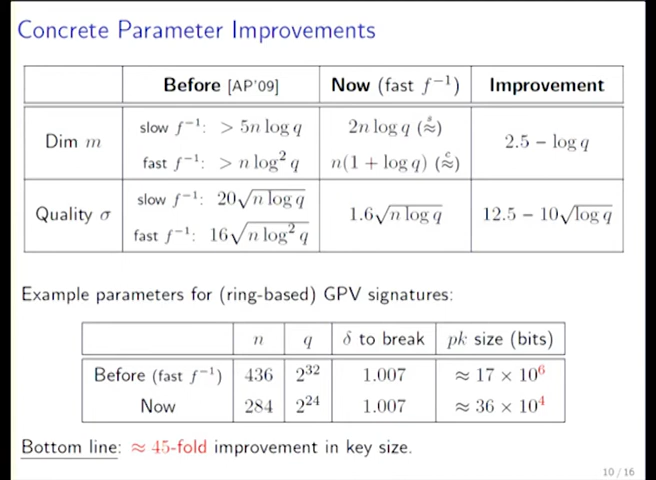 Concrete Parameter Improvements
Before [AP'09] Now (fast f⁻¹) Improvement
Dim m slow f⁻¹: > 5n log q 2n log q (≈ˢ) 2.5 − log q
fast f⁻¹: > n log² q n(1 + log q) (≈ᶜ)
Quality σ slow f⁻¹: 20√(n log q) 1.6√(n log q) 12.5 − 10√(log q)
fast f⁻¹: 16√(n log² q)
Example parameters for (ring-based) GPV signatures:
n q δ to break pk size (bits)
Before (fast f⁻¹) 436 2³² 1.007 ≈ 17 × 10⁶
Now 284 2²⁴ 1.007 ≈ 36 × 10⁴
Bottom line: ≈ 45-fold improvement in key size.
10 / 16